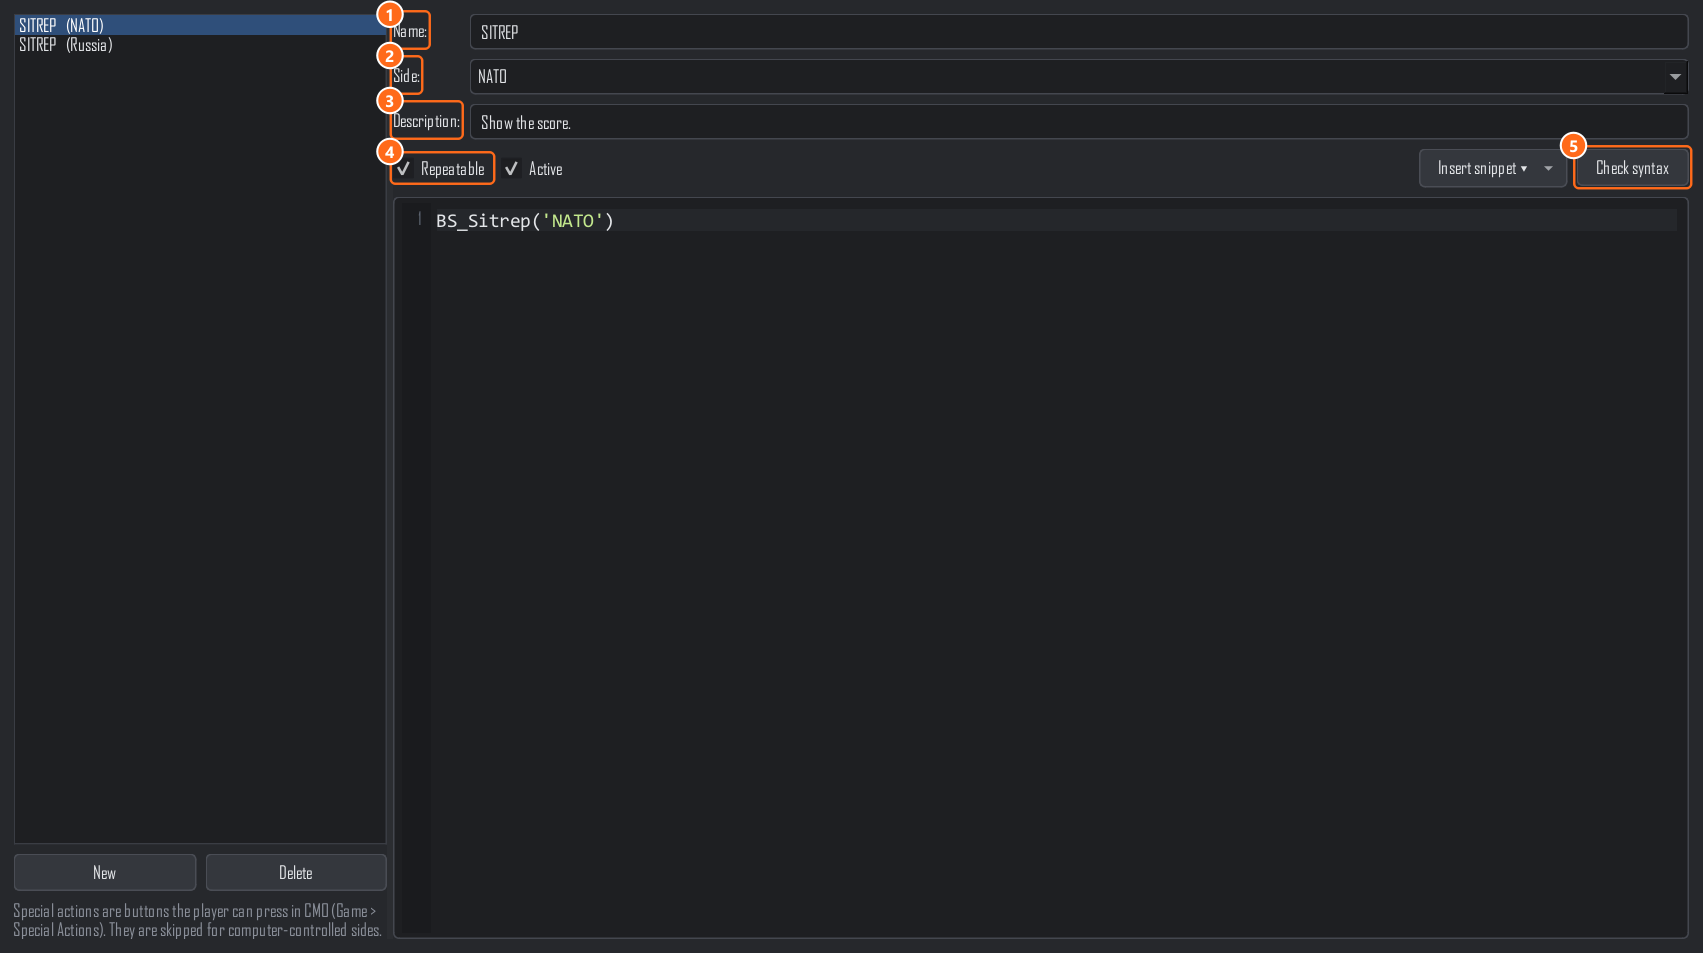 SITREP (NATO)
SITREP (Russia)
1
Name:
SITREP
2
Side:
NATO
3
Description:
Show the score.
4
✓ Repeatable
✓ Active
Insert snippet ▾
5
Check syntax
1
BS_Sitrep('NATO')
New
Delete
Special actions are buttons the player can press in CMO (Game >
Special Actions). They are skipped for computer-controlled sides.